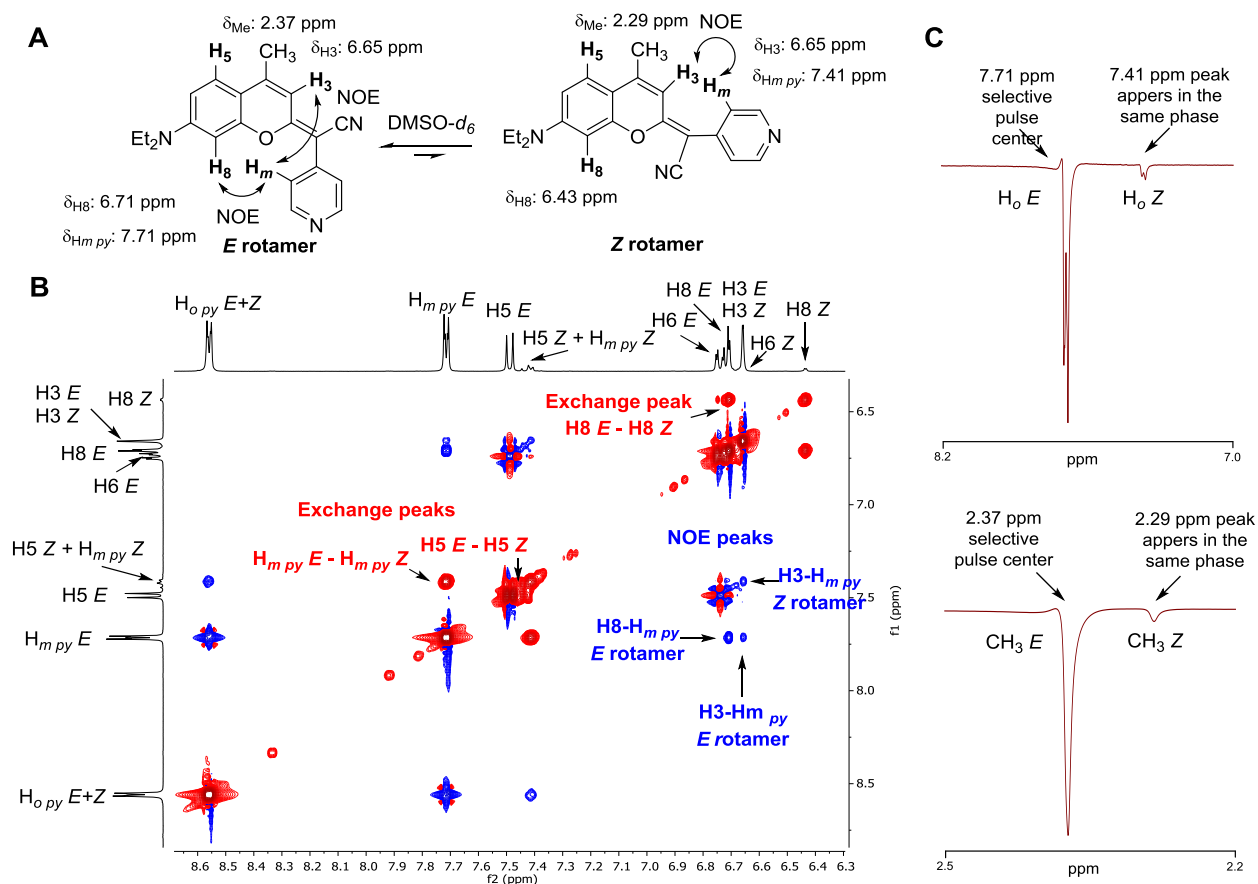 A
δMe: 2.37 ppm
δH3: 6.65 ppm
H5
CH3
H3
NOE
CN
Et2N
O
H8
Hm
NOE
N
δH8: 6.71 ppm
δHm py: 7.71 ppm
E rotamer
DMSO-d6
δMe: 2.29 ppm
NOE
δH3: 6.65 ppm
δHm py: 7.41 ppm
H5
CH3
H3
Hm
N
Et2N
O
H8
NC
δH8: 6.43 ppm
Z rotamer
B
Ho py E+Z
Hm py E
H5 E
H5 Z + Hm py Z
H6 E
H8 E
H3 E
H3 Z
H6 Z
H8 Z
H3 E
H3 Z
H8 Z
H8 E
H6 E
H5 Z + Hm py Z
H5 E
Hm py E
Ho py E+Z
Exchange peak
H8 E - H8 Z
Exchange peaks
Hm py E - Hm py Z
H5 E - H5 Z
NOE peaks
H3-Hm py
Z rotamer
H8-Hm py
E rotamer
H3-Hm py
E rotamer
6.5
7.0
7.5
8.0
8.5
f1 (ppm)
8.6 8.5 8.4 8.3 8.2 8.1 8.0 7.9 7.8 7.7 7.6 7.5 7.4 7.3 7.2 7.1 7.0 6.9 6.8 6.7 6.6 6.5 6.4 6.3
f2 (ppm)
C
7.71 ppm
selective
pulse
center
7.41 ppm peak
appers in the
same phase
Ho E
Ho Z
8.2
7.0
ppm
2.37 ppm
selective
pulse center
2.29 ppm peak
appers in the
same phase
CH3 E
CH3 Z
2.5
2.2
ppm